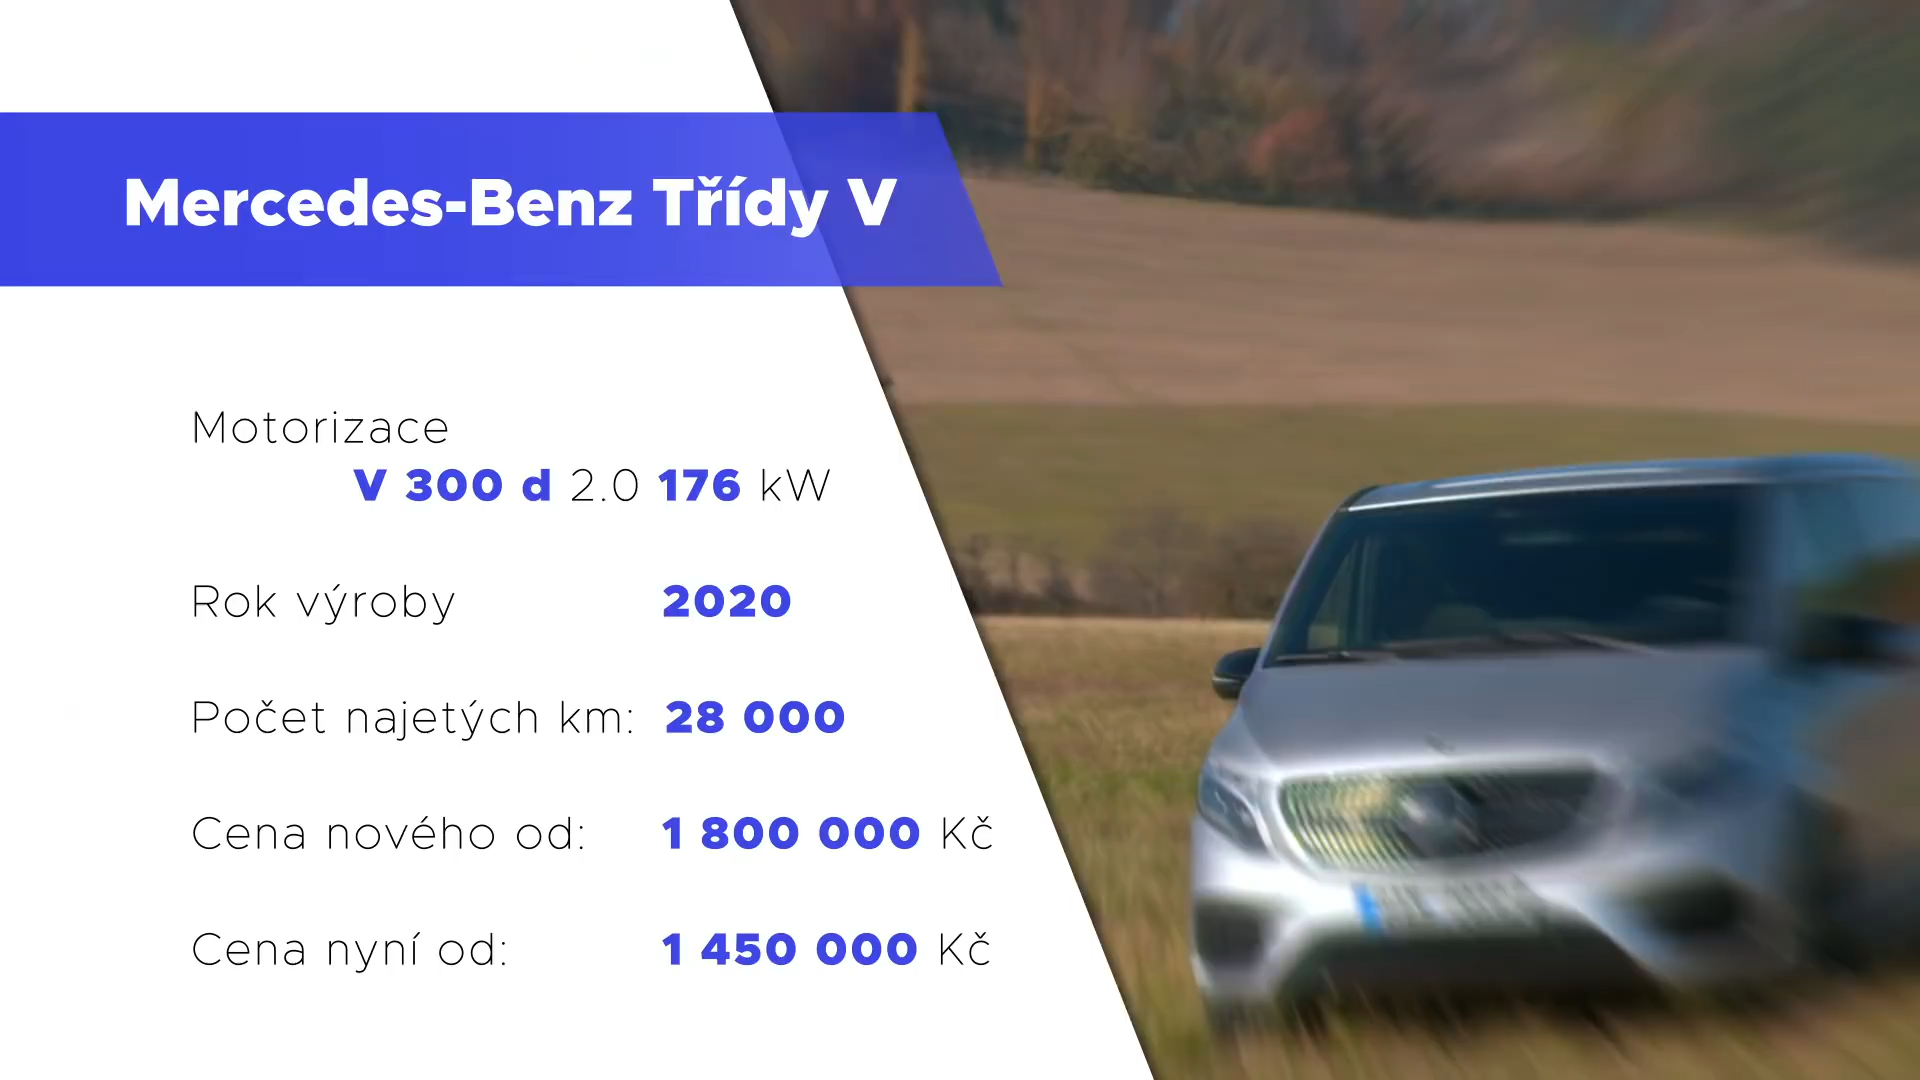 Mercedes-Benz Třídy V
Motorizace
V 300 d 2.0 176 kW
Rok výroby 2020
Počet najetých km: 28 000
Cena nového od: 1 800 000 Kč
Cena nyní od: 1 450 000 Kč